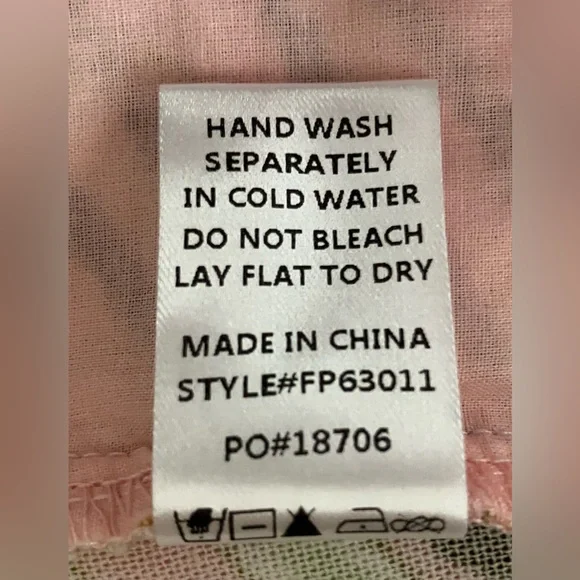 HAND WASH
SEPARATELY
IN COLD WATER
DO NOT BLEACH
LAY FLAT TO DRY
MADE IN CHINA
STYLE#FP63011
PO#18706